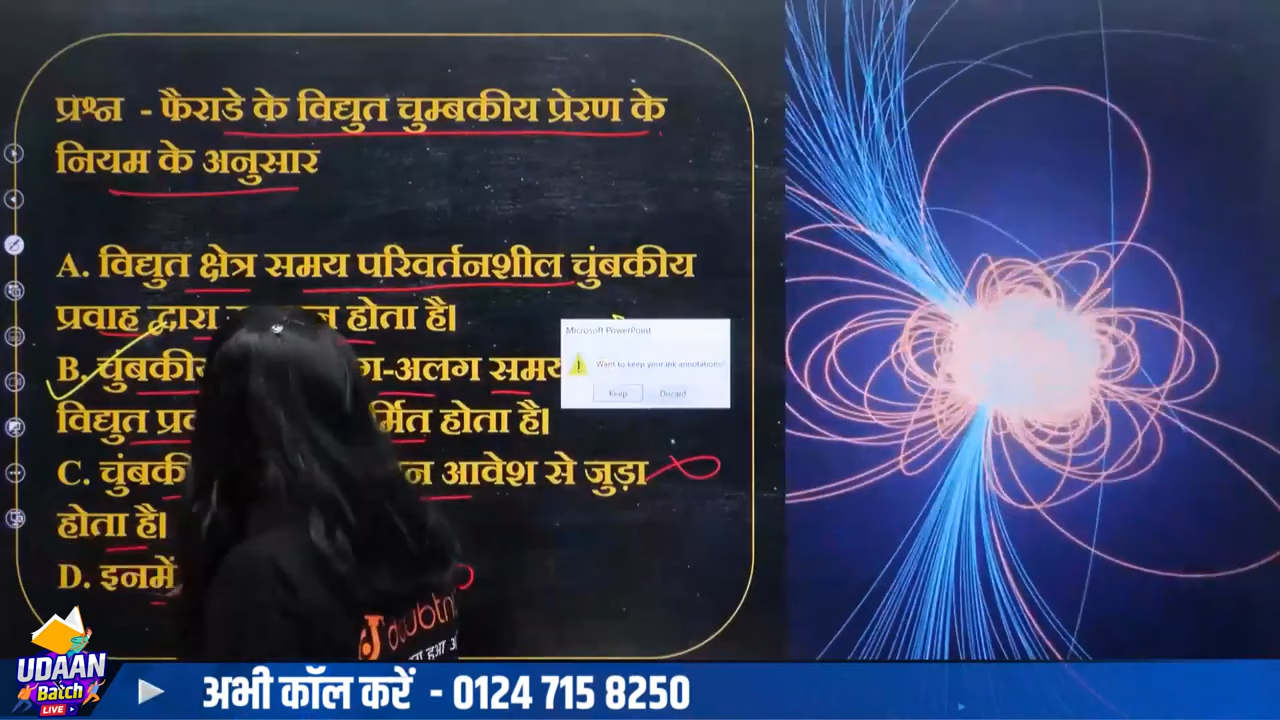 प्रश्न - फैराडे के विद्युत चुम्बकीय प्रेरण के
नियम के अनुसार
A. विद्युत क्षेत्र समय परिवर्तनशील चुंबकीय
प्रवाह द्वारा होता है।
B. चुंबकीय -अलग समय
विद्युत होता है।
C. चुंबकी आवेश से जुड़ा
होता है।
D. इनमें
Microsoft PowerPoint
Want to keep your ink annotations?
Keep Discard
doubtn
हुआ
UDAAN
Batch
LIVE
अभी कॉल करें - 0124 715 8250